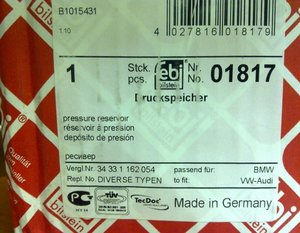 B1015431
4 027816 018179
1.10
1 Stck. pcs. febi bilstein Nr. No. 01817
Druckspeicher
pressure reservoir
réservoir à pression
depósito de presión
ресивер
Vergl.Nr. 34 33 1 162 054 passend für: BMW
Repl. No. DIVERSE TYPEN to fit: VW-Audi
TÜV TecDoc Made in Germany
bilstein